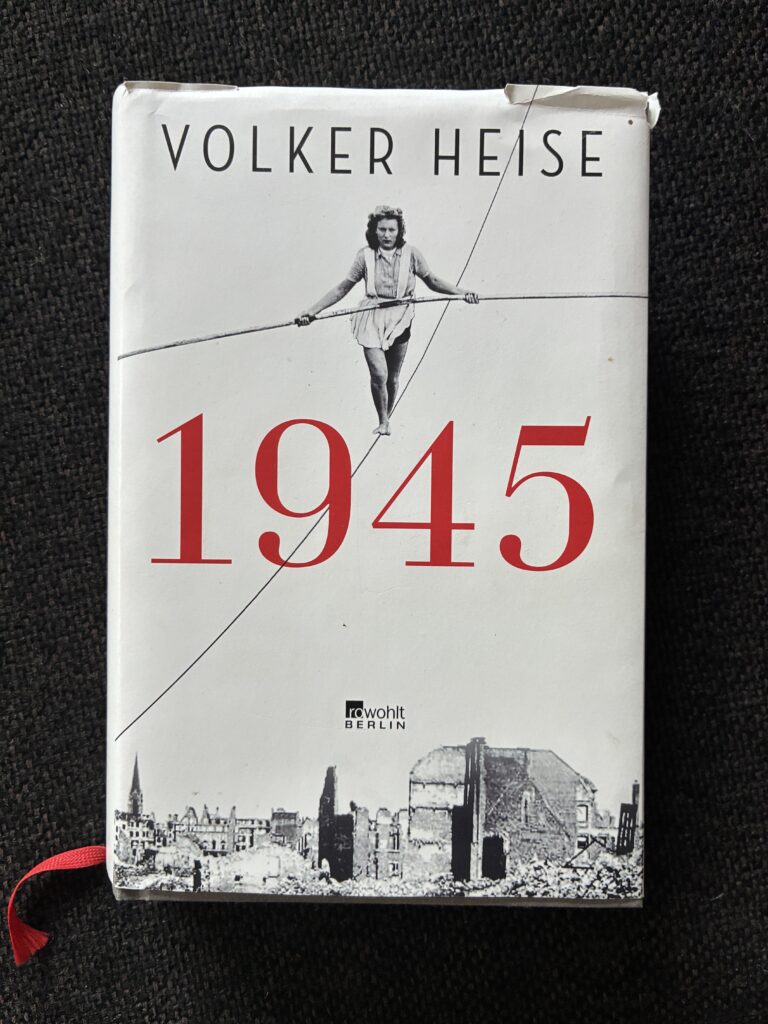 VOLKER HEISE
1945
rowohlt
BERLIN